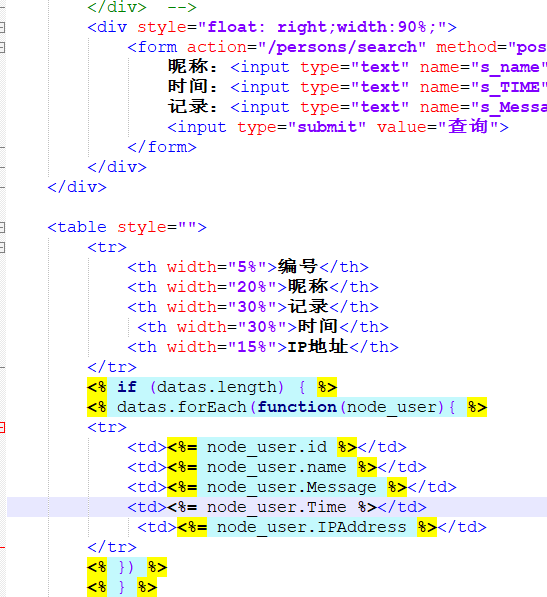 </div>  -->
<div style="float: right;width:90%;">
<form action="/persons/search" method="pos
昵称：<input type="text" name="s_name"
时间：<input type="text" name="s_TIME"
记录：<input type="text" name="s_Messa
<input type="submit" value="查询">
</form>
</div>
</div>
<table style="">
<tr>
<th width="5%">编号</th>
<th width="20%">昵称</th>
<th width="30%">记录</th>
<th width="30%">时间</th>
<th width="15%">IP地址</th>
</tr>
<% if (datas.length) { %>
<% datas.forEach(function(node_user){ %>
<tr>
<td><%= node_user.id %></td>
<td><%= node_user.name %></td>
<td><%= node_user.Message %></td>
<td><%= node_user.Time %></td>
<td><%= node_user.IPAddress %></td>
</tr>
<% }) %>
<% } %>